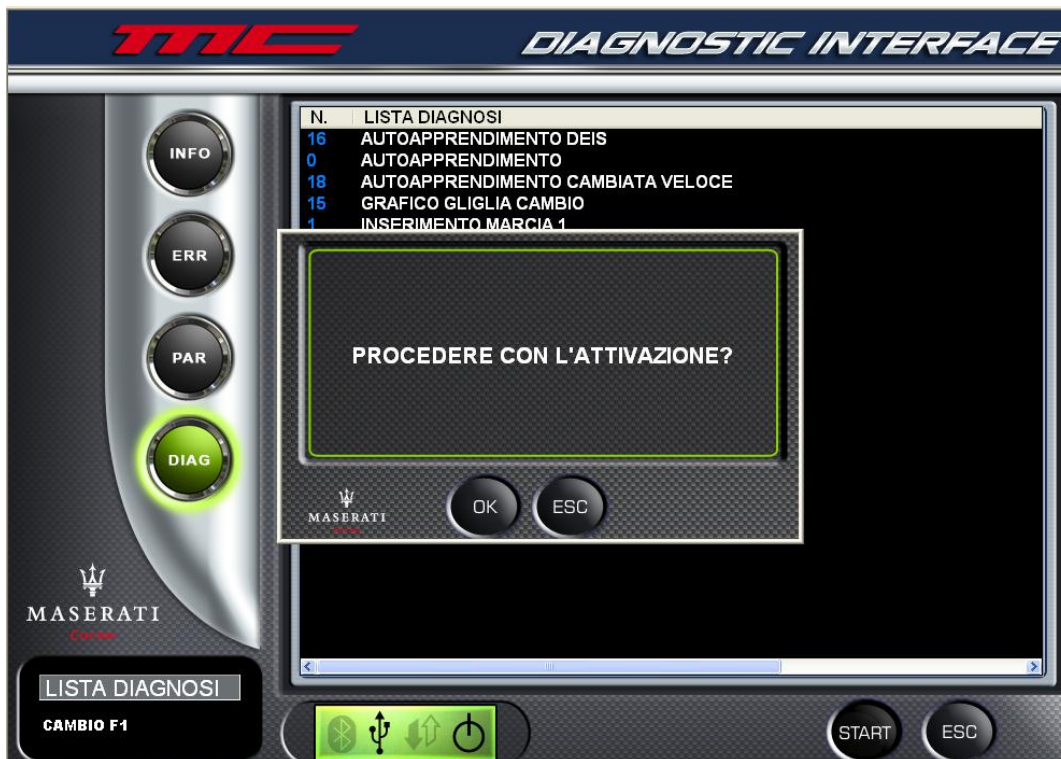 MC DIAGNOSTIC INTERFACE
INFO
ERR
PAR
DIAG
N. LISTA DIAGNOSI
16 AUTOAPPRENDIMENTO DEIS
0 AUTOAPPRENDIMENTO
18 AUTOAPPRENDIMENTO CAMBIATA VELOCE
15 GRAFICO GLIGLIA CAMBIO
1 INSERIMENTO MARCIA 1
PROCEDERE CON L'ATTIVAZIONE?
MASERATI
OK ESC
MASERATI
Corse
LISTA DIAGNOSI
CAMBIO F1
START ESC